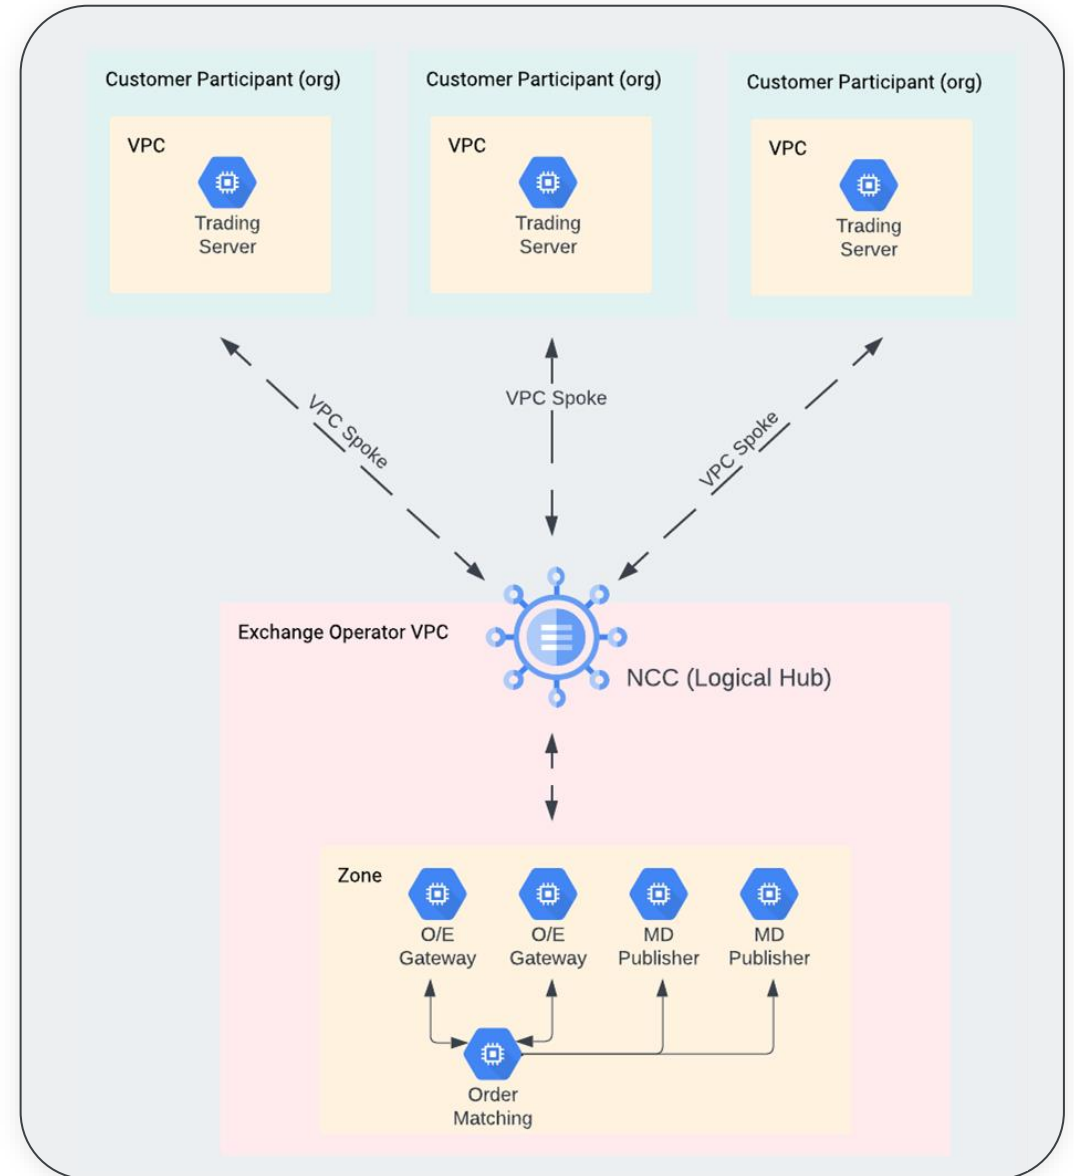 Customer Participant (org)
Customer Participant (org)
Customer Participant (org)
VPC
VPC
VPC
Trading
Server
Trading
Server
Trading
Server
VPC Spoke
VPC Spoke
VPC Spoke
Exchange Operator VPC
NCC (Logical Hub)
Zone
O/E
Gateway
O/E
Gateway
MD
Publisher
MD
Publisher
Order
Matching